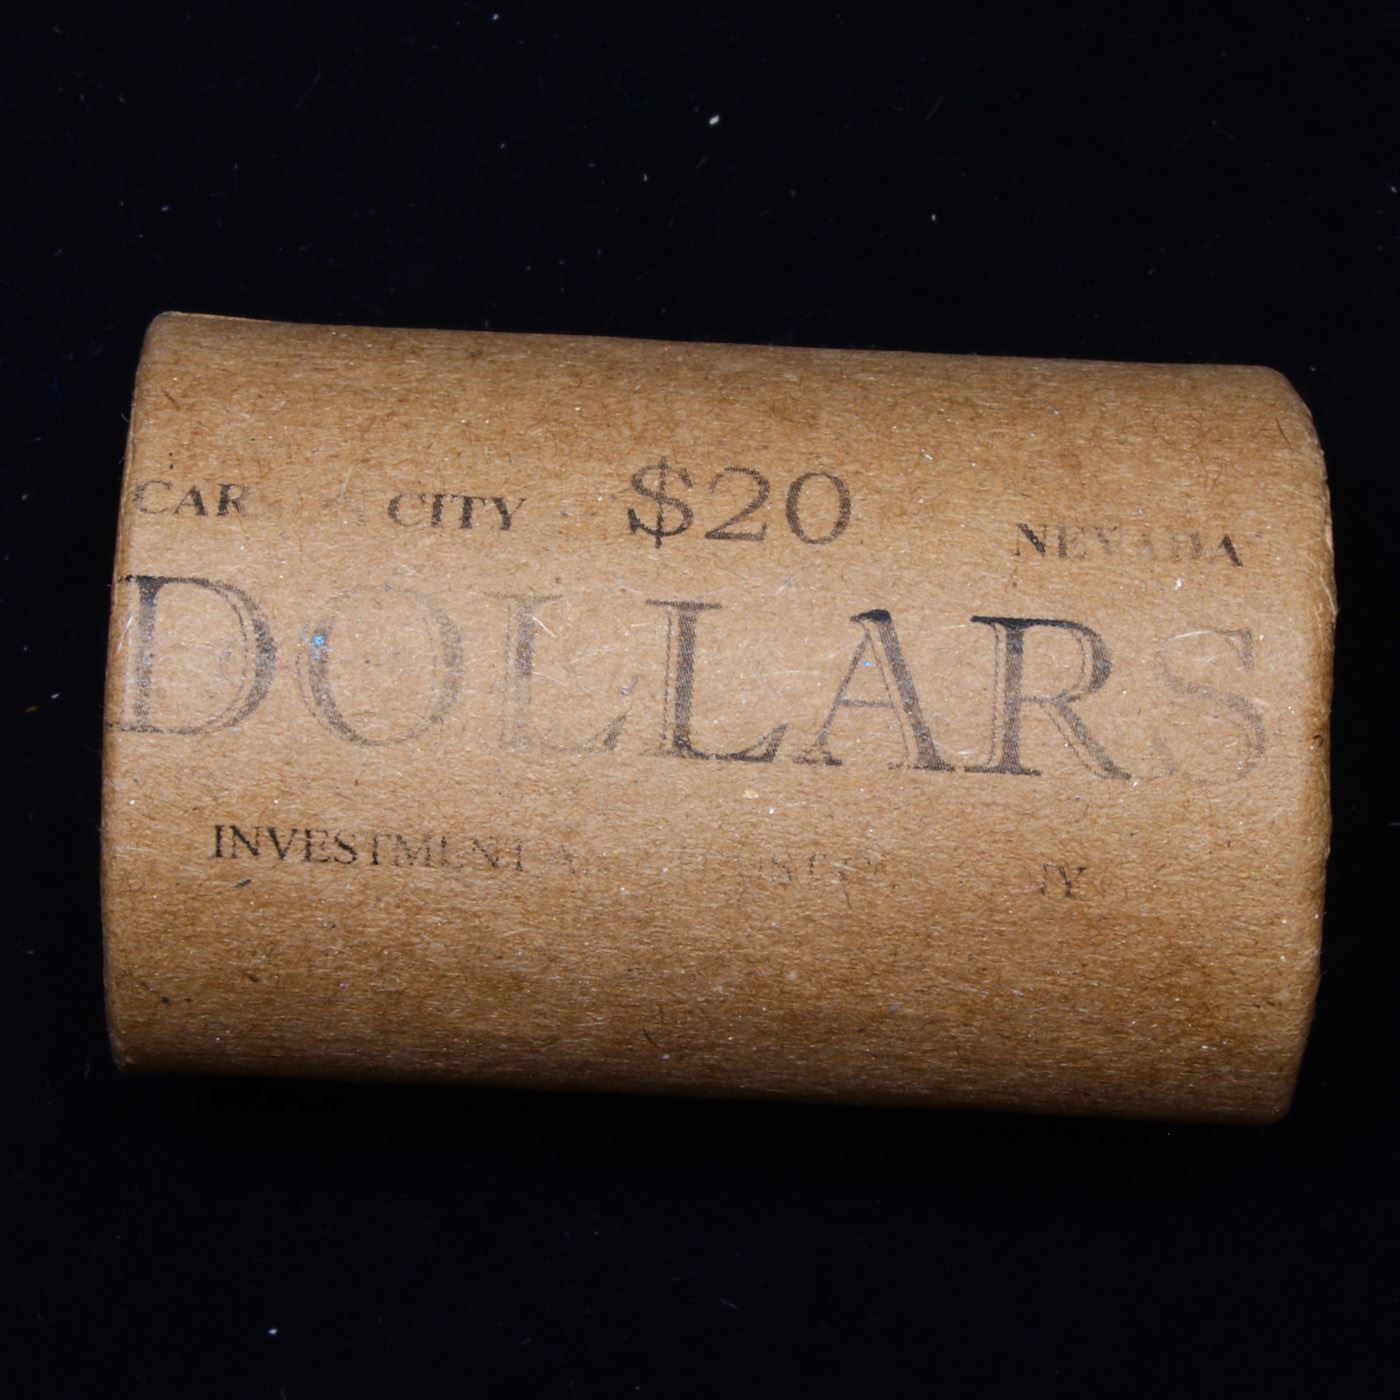 CAR CITY $20 NEVADA
DOLLARS
INVESTMENT